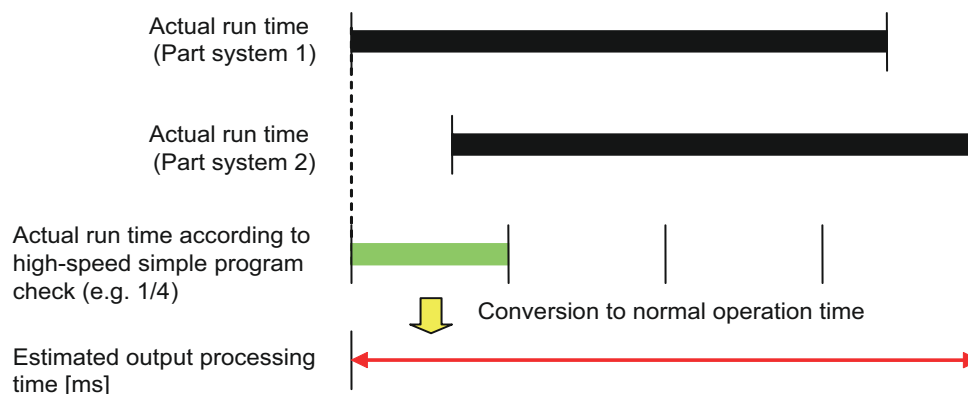 Actual run time
(Part system 1)
Actual run time
(Part system 2)
Actual run time according to
high-speed simple program
check (e.g. 1/4)
Conversion to normal operation time
Estimated output processing
time [ms]